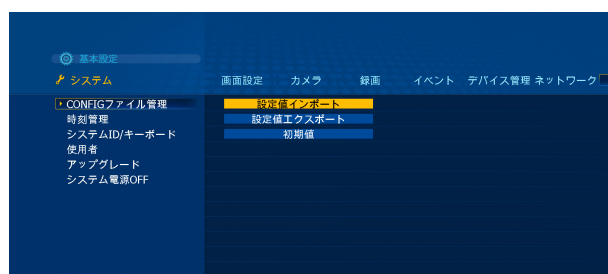 基本設定
システム 画面設定 カメラ 録画 イベント デバイス管理 ネットワーク
CONFIGファイル管理 設定値インポート
時刻管理 設定値エクスポート
システムID/キーボード 初期値
使用者
アップグレード
システム電源OFF